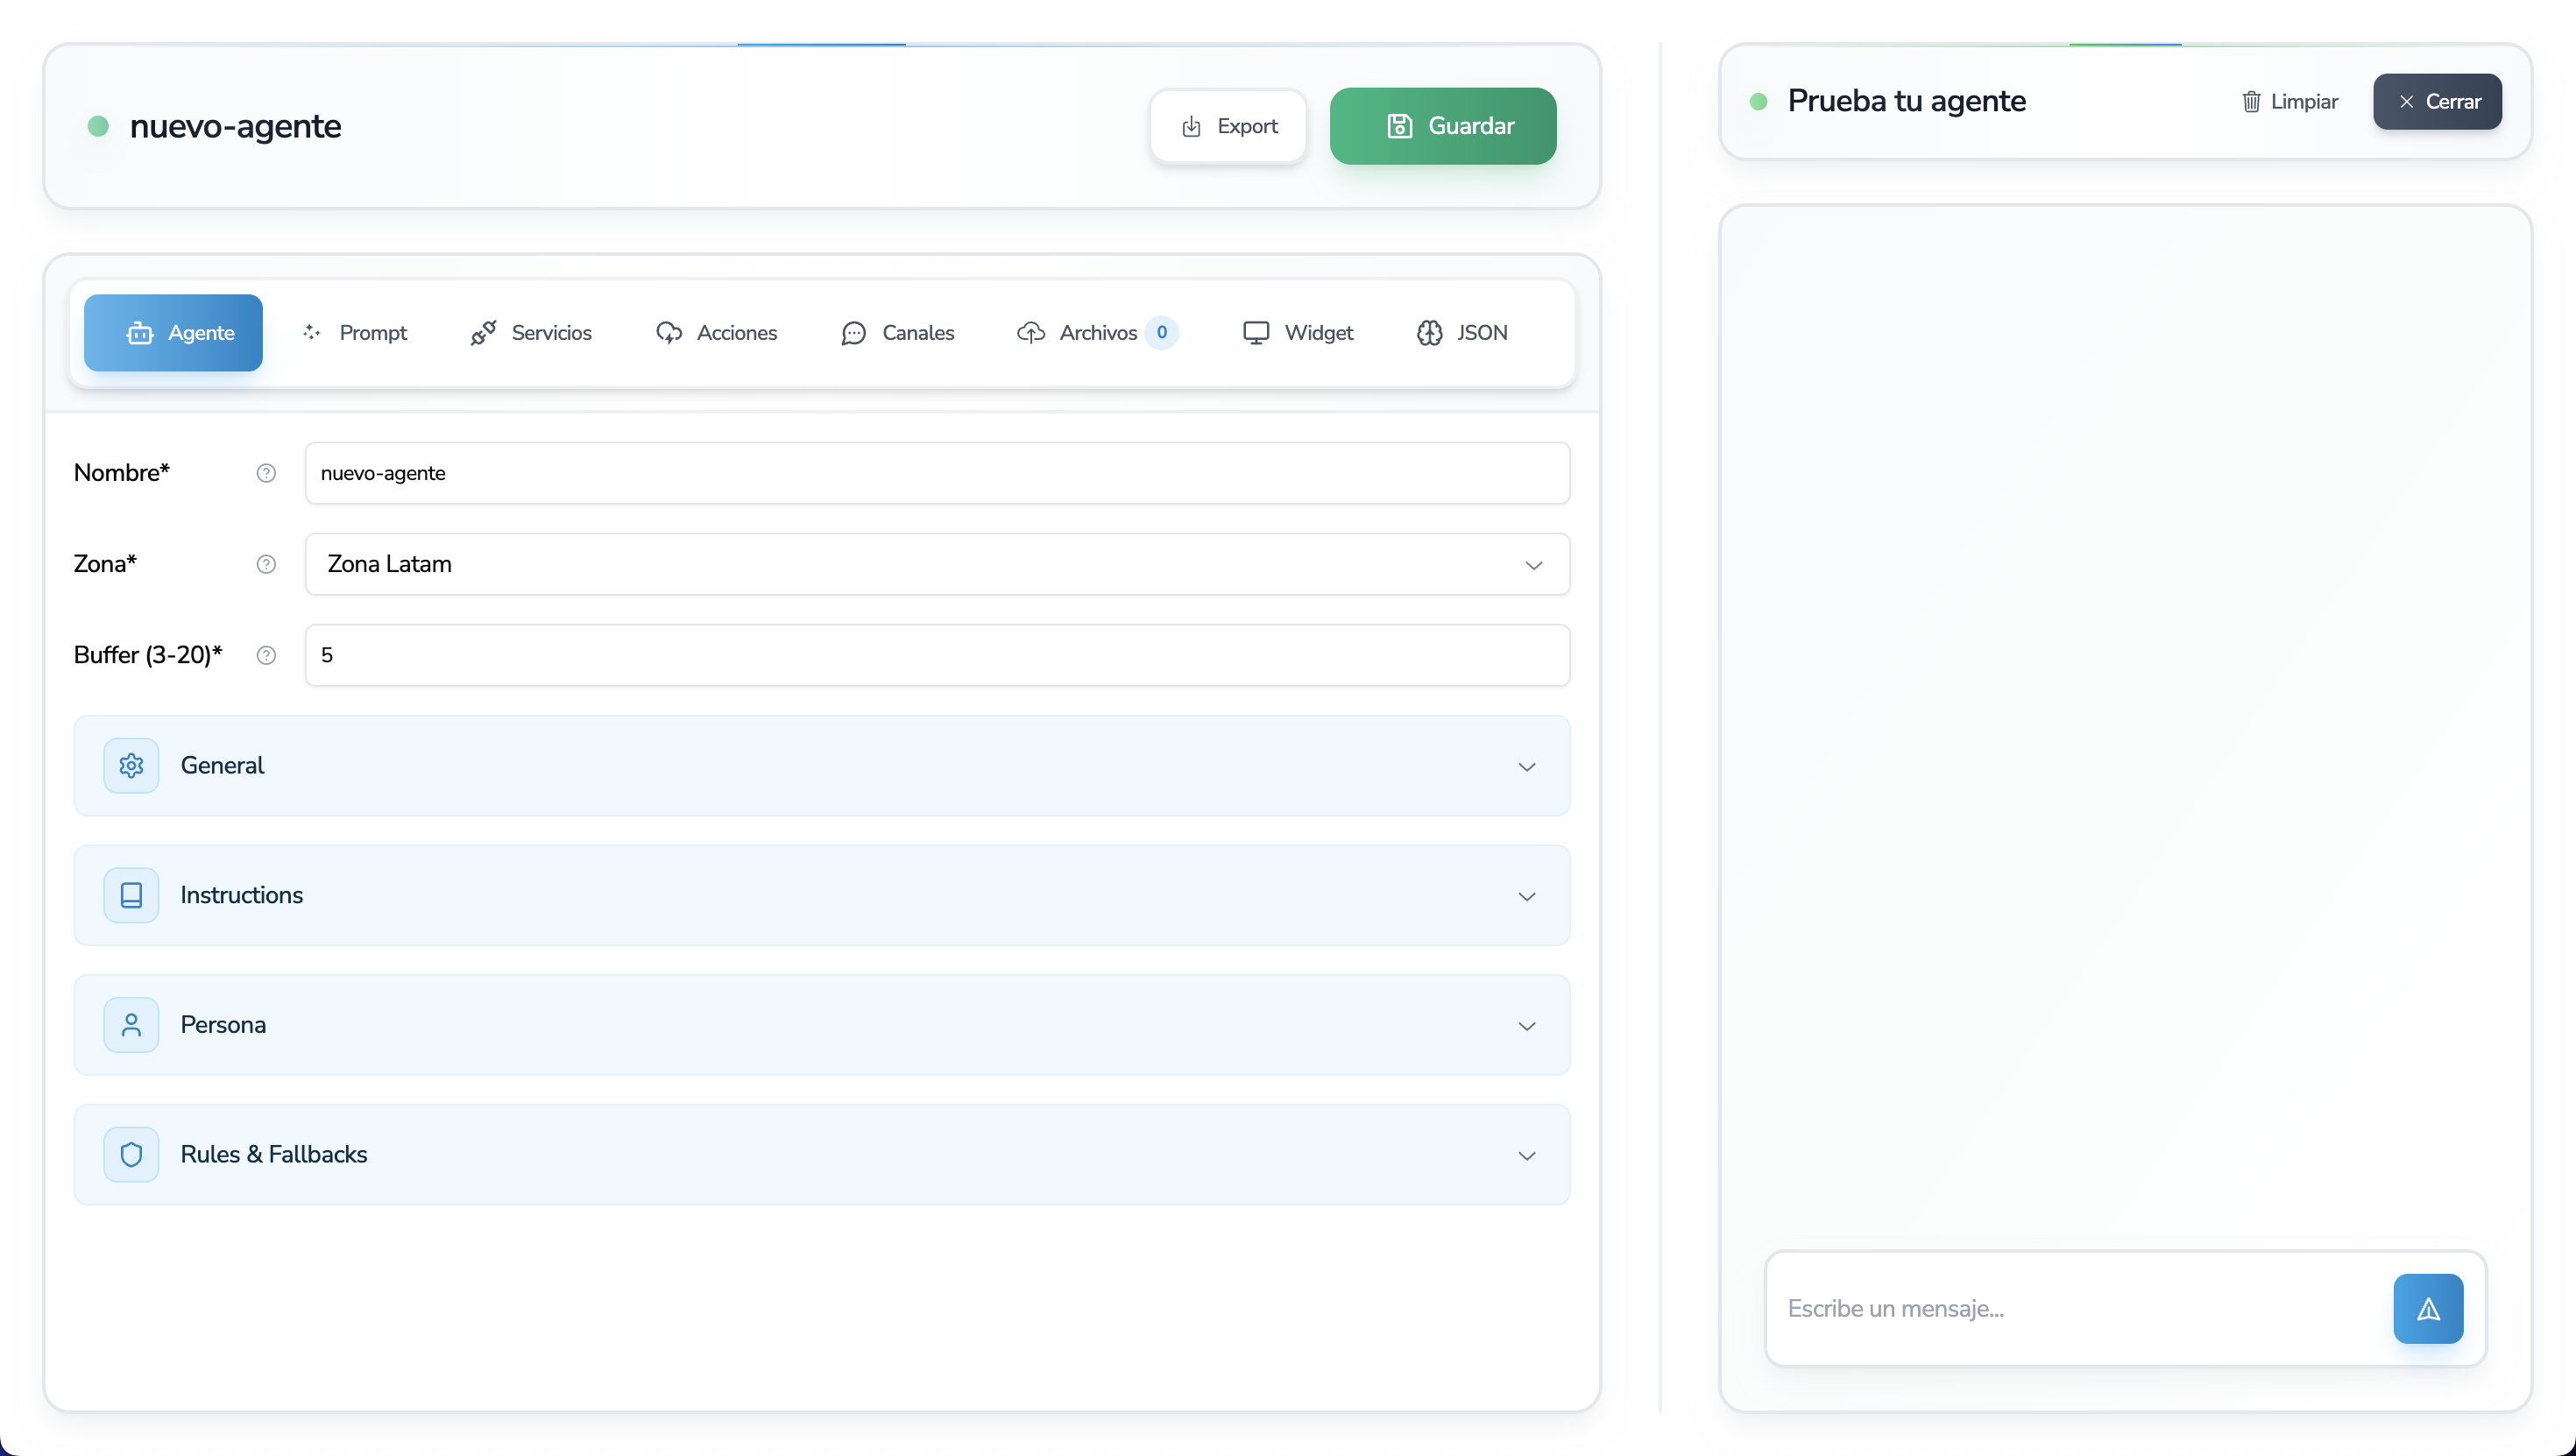 nuevo-agente
Export
Guardar
Prueba tu agente
Limpiar
Cerrar
Agente
Prompt
Servicios
Acciones
Canales
Archivos 0
Widget
JSON
Nombre*
nuevo-agente
Zona*
Zona Latam
Buffer (3-20)*
5
General
Instructions
Persona
Rules & Fallbacks
Escribe un mensaje...